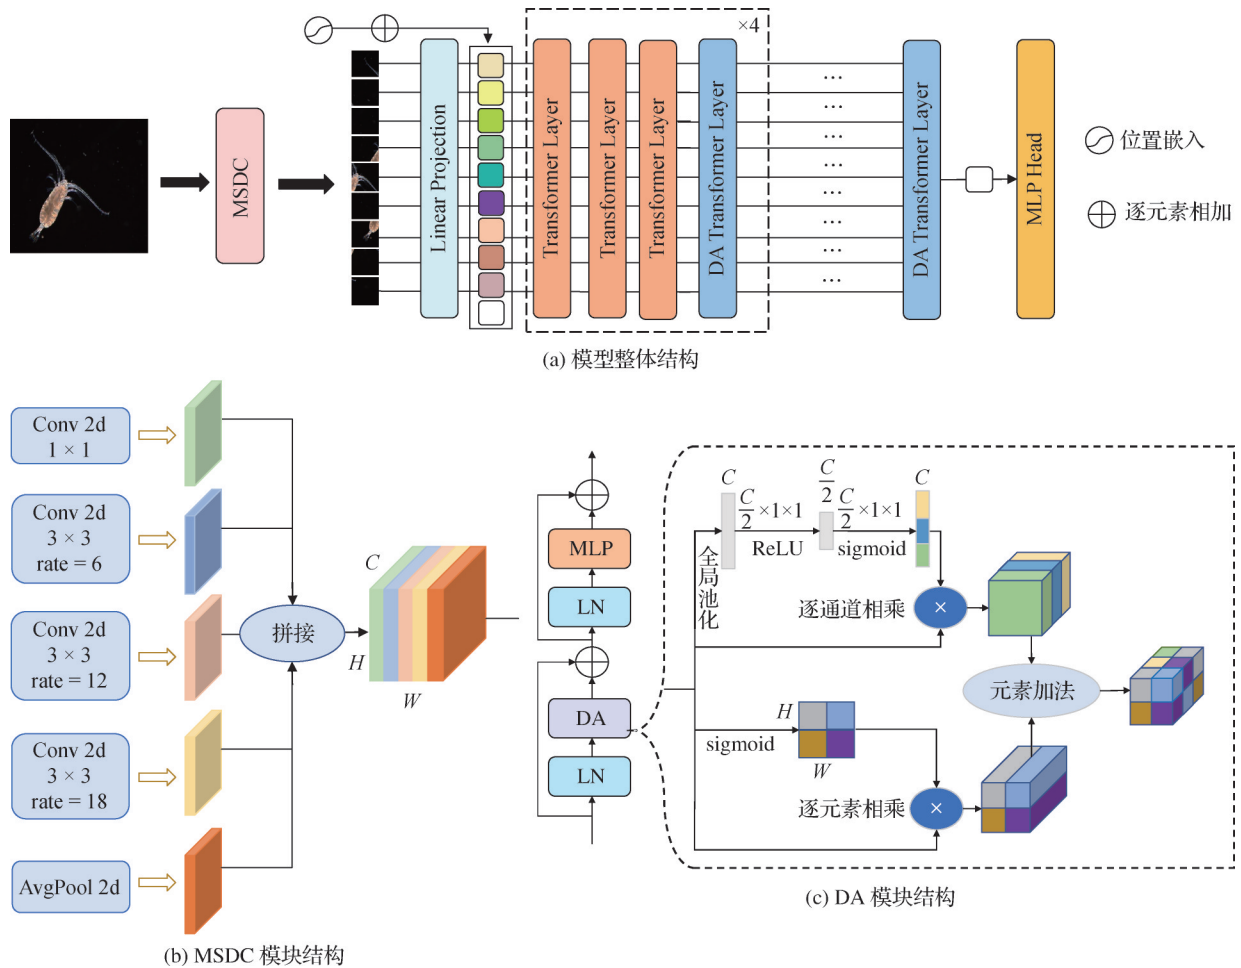 ×4
MSDC
Linear Projection
Transformer Layer
Transformer Layer
Transformer Layer
DA Transformer Layer
...
...
...
...
...
...
...
...
...
DA Transformer Layer
MLP Head
位置嵌入
逐元素相加
(a) 模型整体结构
Conv 2d
1 × 1
Conv 2d
3 × 3
rate = 6
Conv 2d
3 × 3
rate = 12
Conv 2d
3 × 3
rate = 18
AvgPool 2d
拼接
C
H
W
(b) MSDC 模块结构
MLP
LN
DA
LN
全局池化
C
C/2 ×1×1
ReLU
C/2
C/2 ×1×1
sigmoid
C
逐通道相乘
×
元素加法
sigmoid
H
W
逐元素相乘
×
(c) DA 模块结构